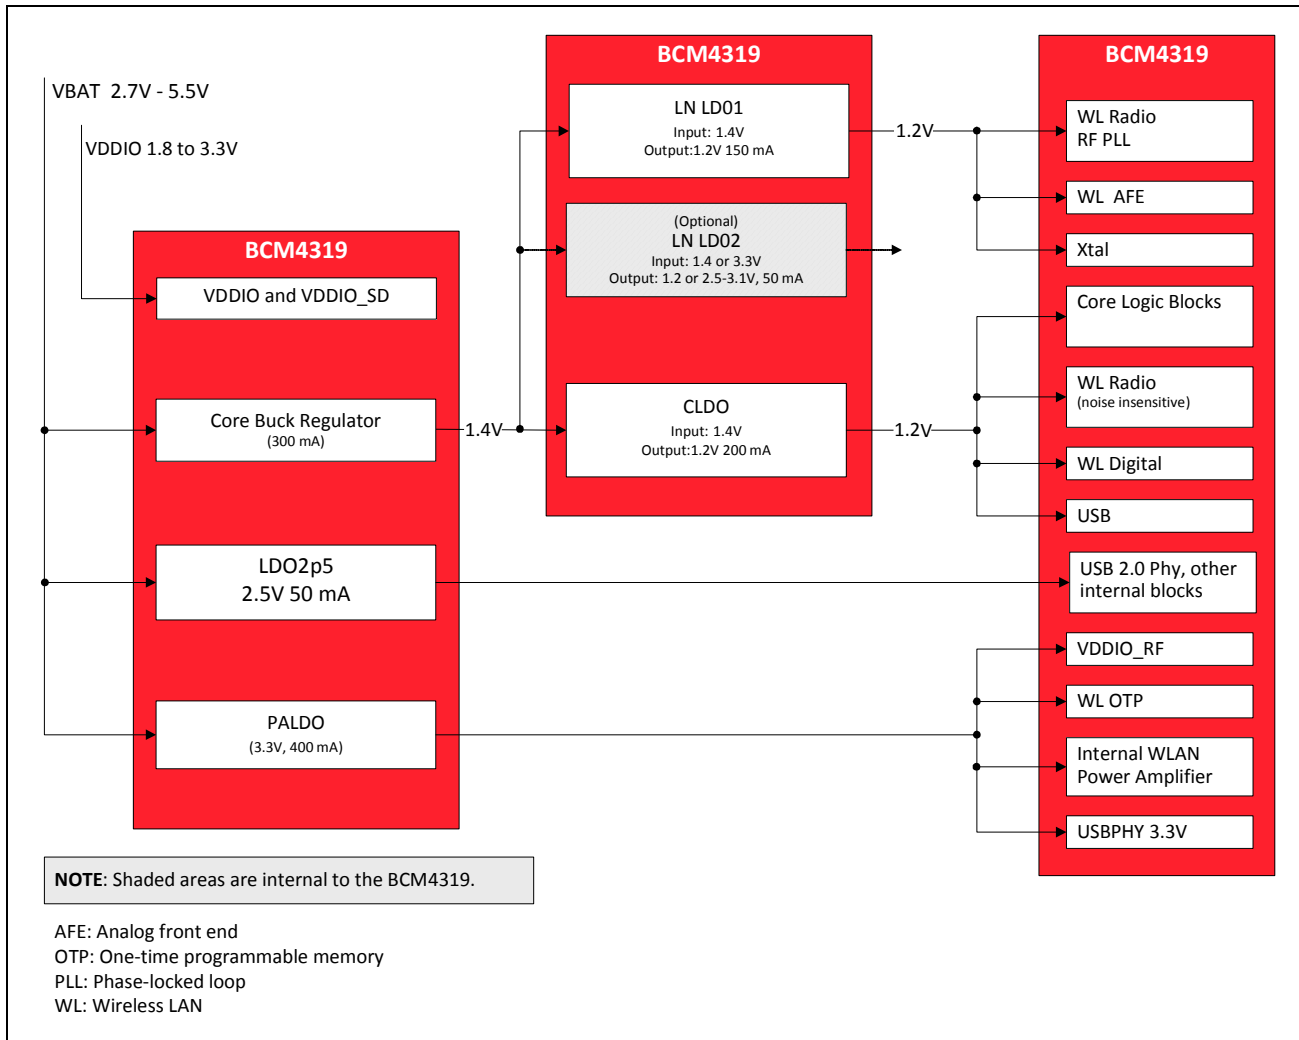 VBAT  2.7V - 5.5V
VDDIO 1.8 to 3.3V
BCM4319
VDDIO and VDDIO_SD
Core Buck Regulator
(300 mA)
LDO2p5
2.5V 50 mA
PALDO
(3.3V, 400 mA)
1.4V
BCM4319
LN LD01
Input: 1.4V
Output:1.2V 150 mA
(Optional)
LN LD02
Input: 1.4 or 3.3V
Output: 1.2 or 2.5-3.1V, 50 mA
CLDO
Input: 1.4V
Output:1.2V 200 mA
1.2V
1.2V
BCM4319
WL Radio
RF PLL
WL  AFE
Xtal
Core Logic Blocks
WL Radio
(noise insensitive)
WL Digital
USB
USB 2.0 Phy, other
internal blocks
VDDIO_RF
WL OTP
Internal WLAN
Power Amplifier
USBPHY 3.3V
NOTE: Shaded areas are internal to the BCM4319.
AFE: Analog front end
OTP: One-time programmable memory
PLL: Phase-locked loop
WL: Wireless LAN